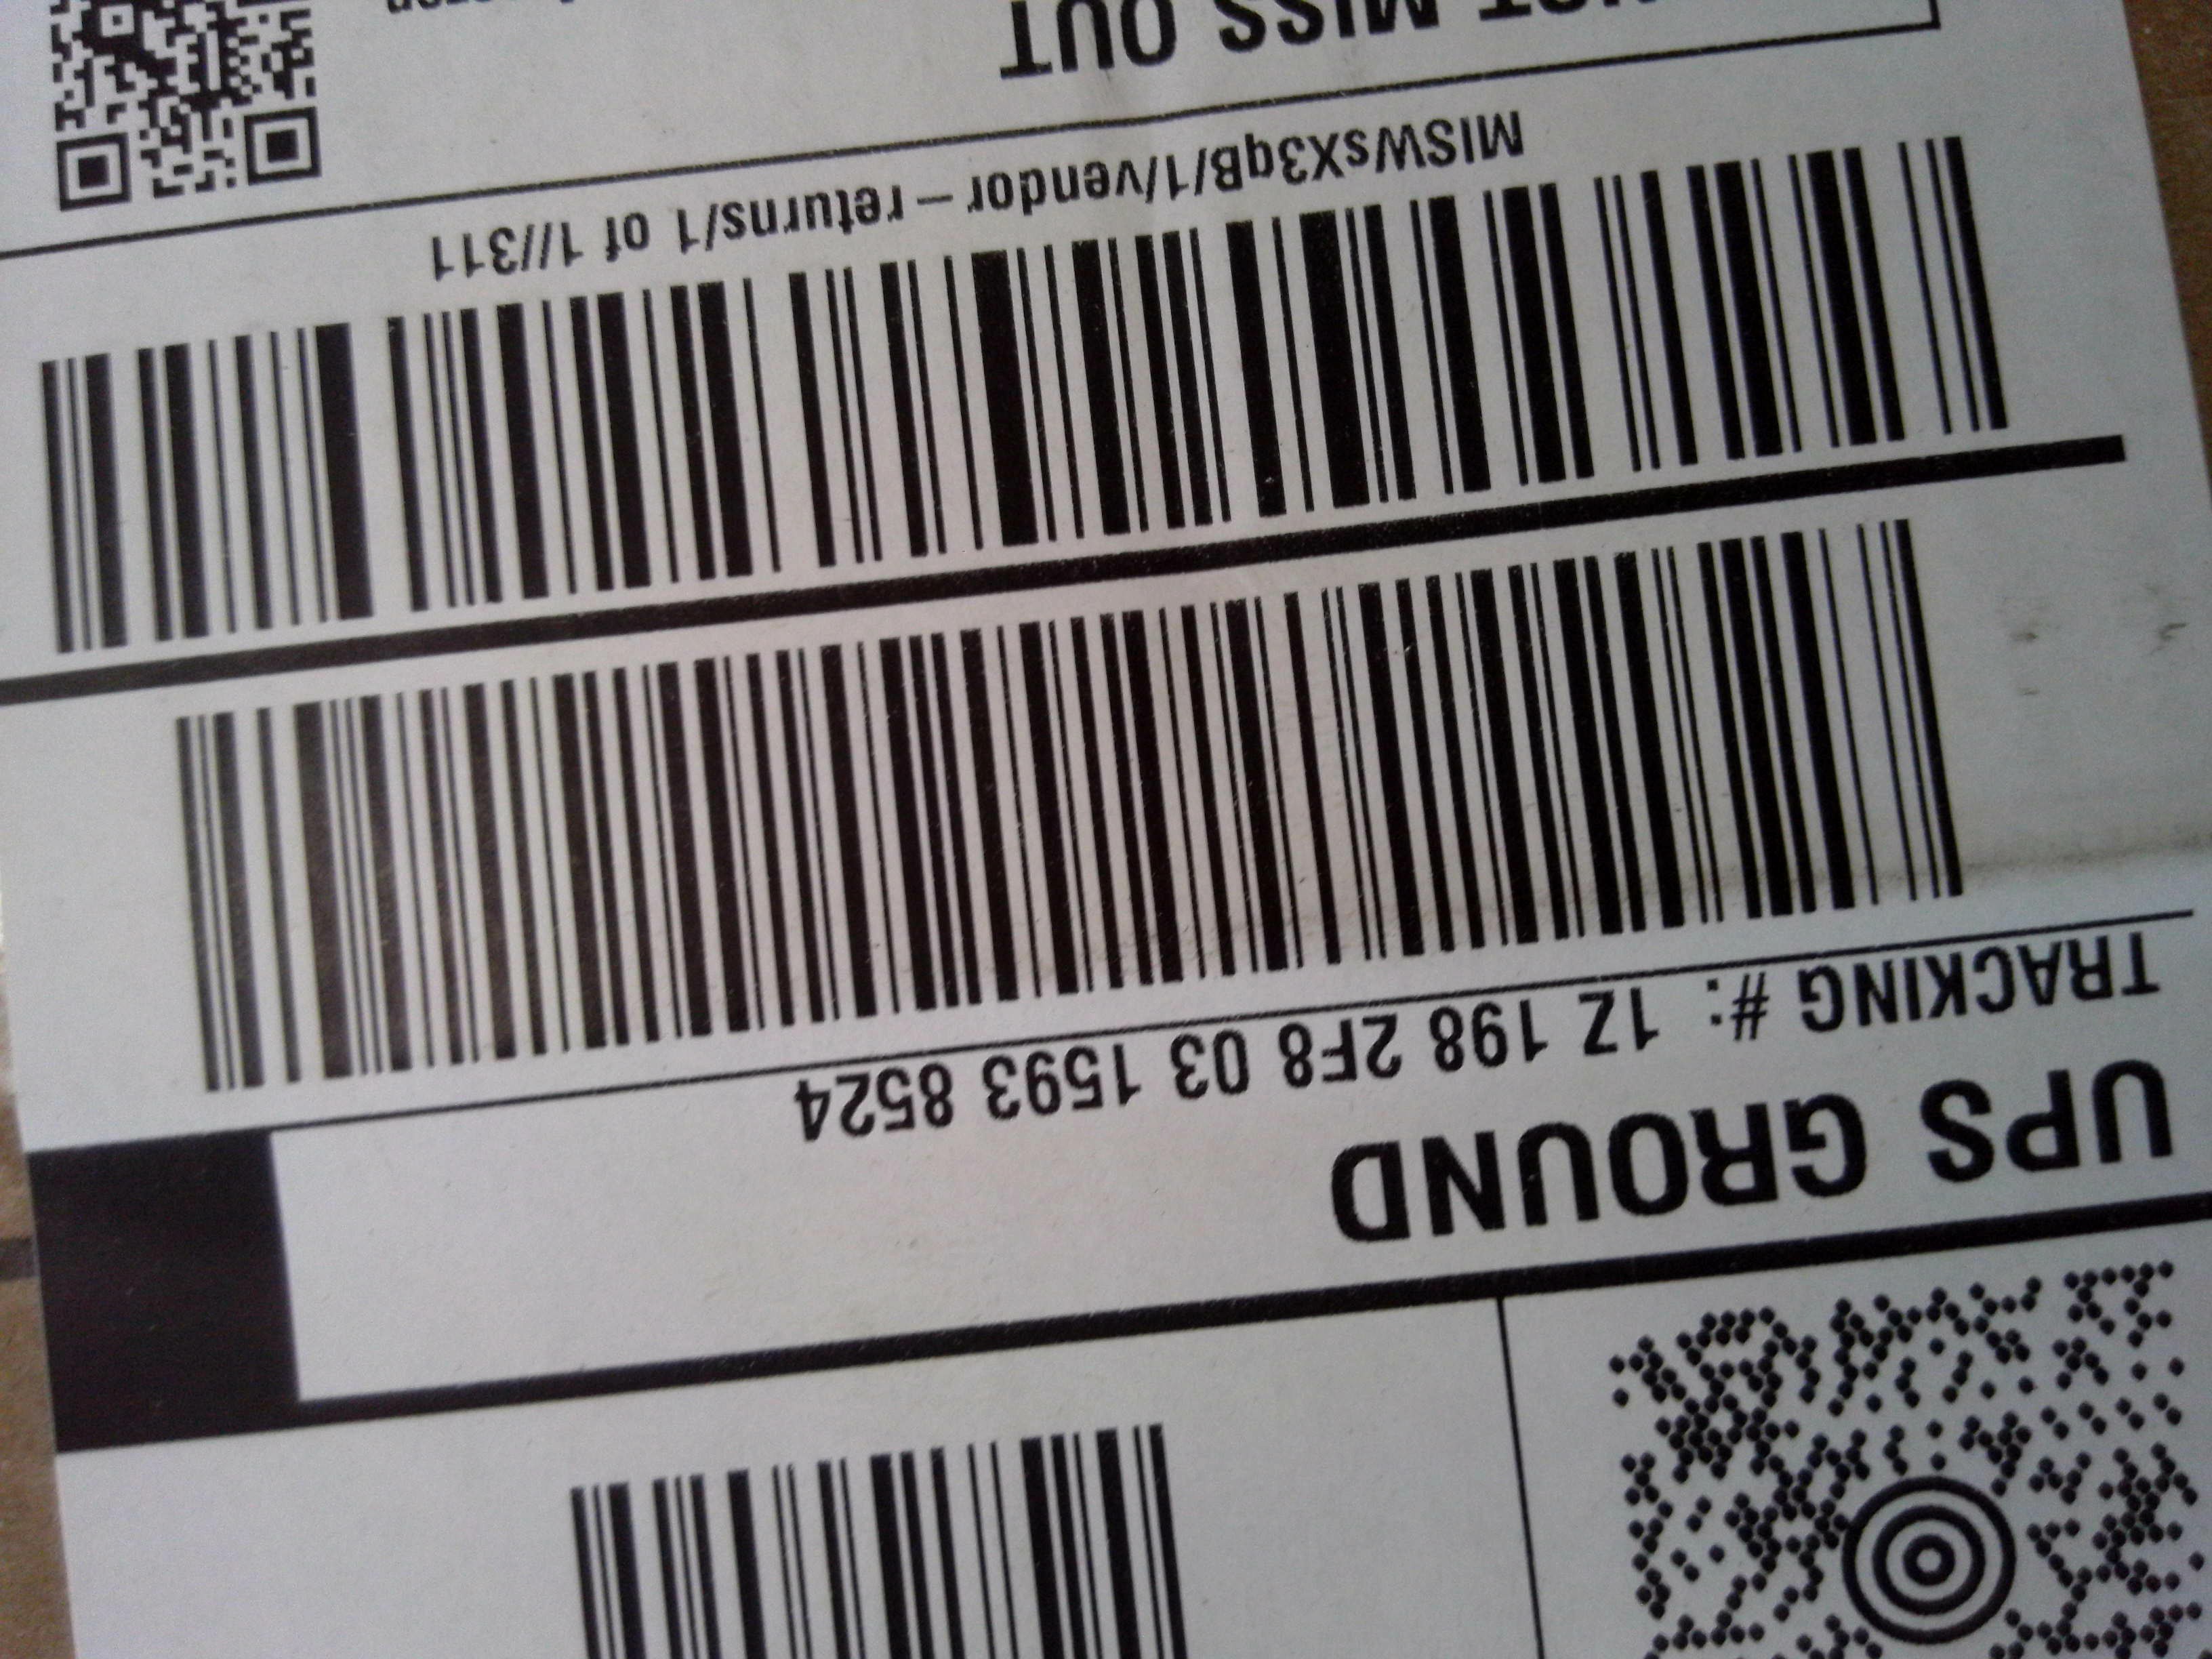 UPS GROUND
TRACKING #: 1Z 198 2F8 03 1593 8524
MISWsX3qB/1/vendor – returns/1 of 1//311
MISS OUT